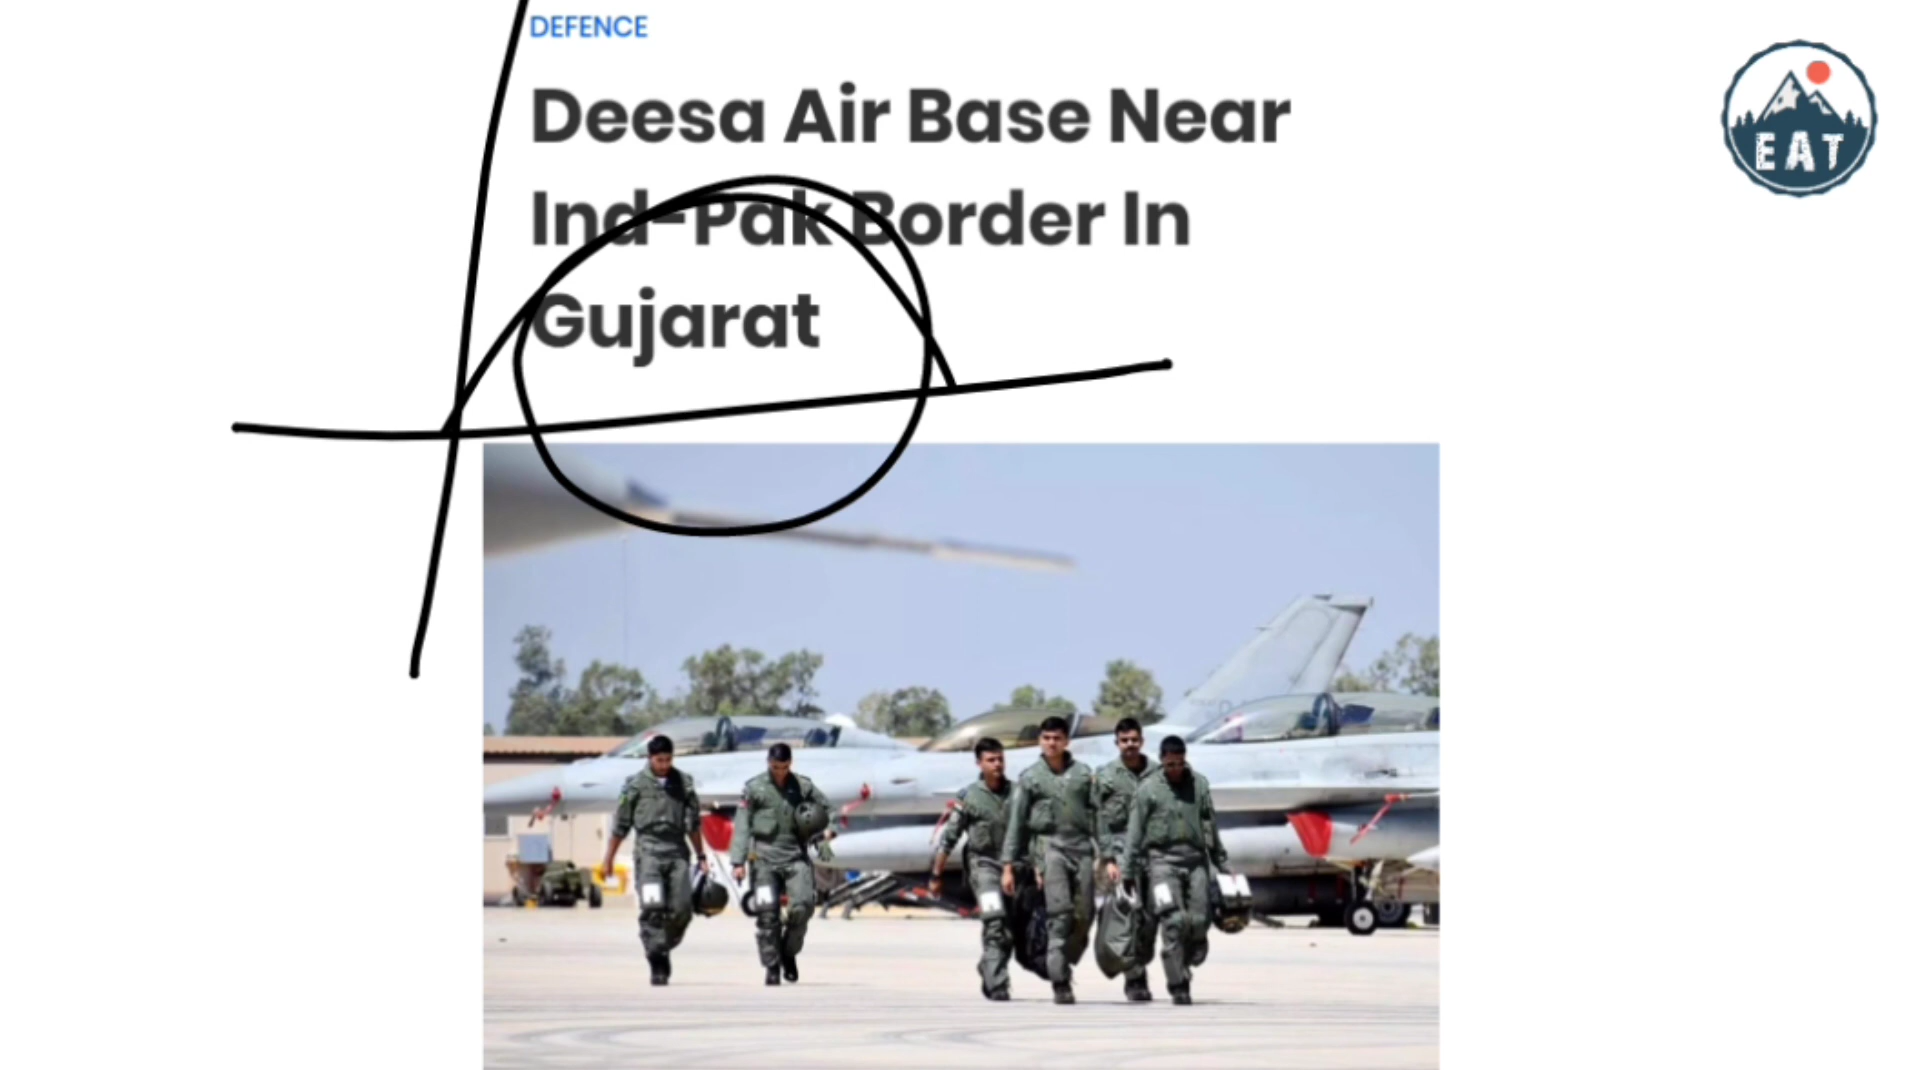 DEFENCE
Deesa Air Base Near
Ind-Pak Border In
Gujarat
EAT